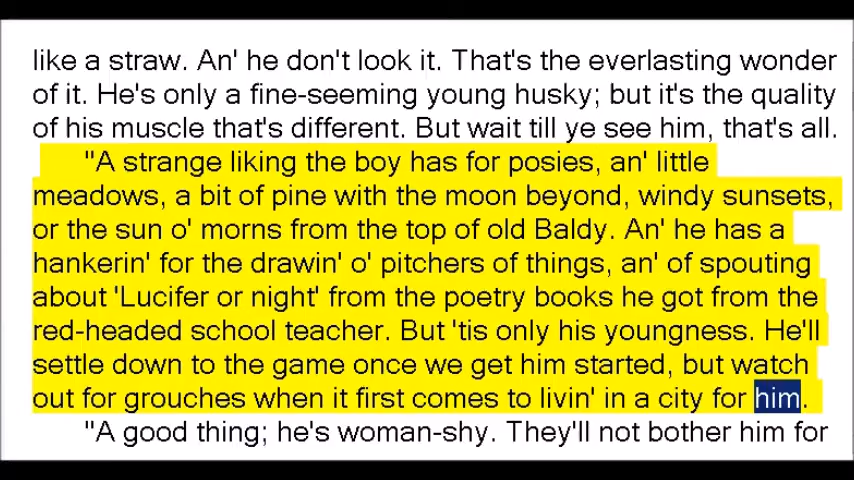 like a straw. An' he don't look it. That's the everlasting wonder
of it. He's only a fine-seeming young husky; but it's the quality
of his muscle that's different. But wait till ye see him, that's all.
"A strange liking the boy has for posies, an' little
meadows, a bit of pine with the moon beyond, windy sunsets,
or the sun o' morns from the top of old Baldy. An' he has a
hankerin' for the drawin' o' pitchers of things, an' of spouting
about 'Lucifer or night' from the poetry books he got from the
red-headed school teacher. But 'tis only his youngness. He'll
settle down to the game once we get him started, but watch
out for grouches when it first comes to livin' in a city for him.
"A good thing; he's woman-shy. They'll not bother him for